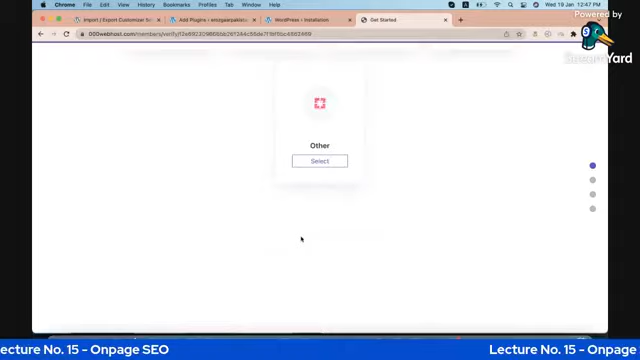 Chrome File Edit View History Bookmarks Profiles Tab Window Help Wed 19 Jan 12:47 PM
Import | Export Customizer Se Add Plugins WordPress › Installation Get Started
Powered by
StreamYard
Other
Select
Lecture No. 15 - Onpage SEO Lecture No. 15 - Onpage